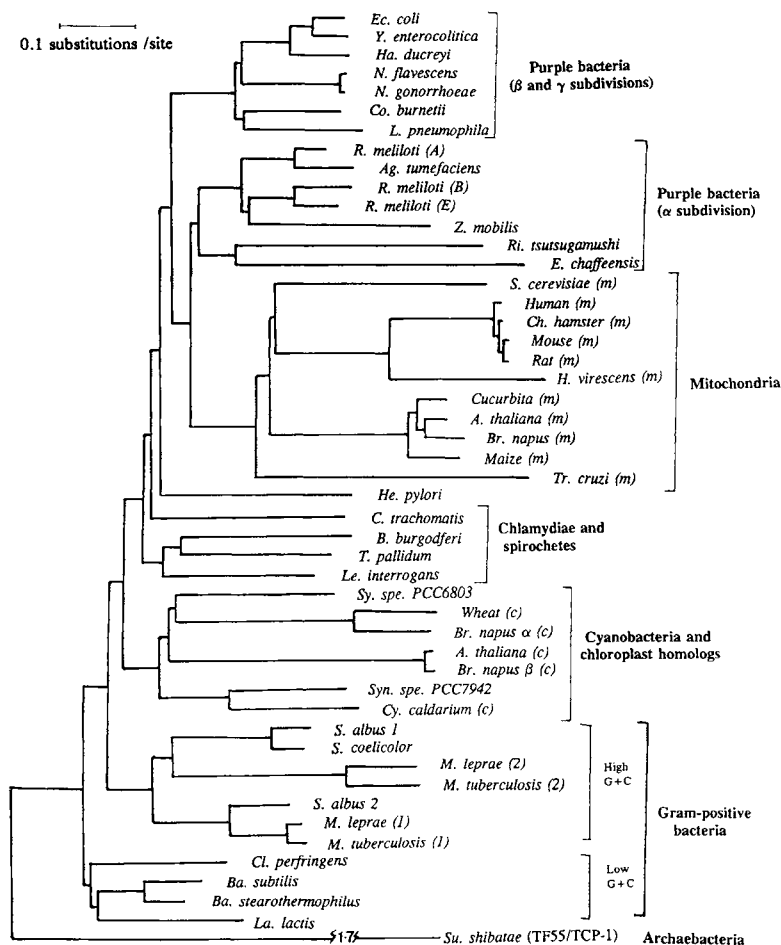 0.1 substitutions /site
Ec. coli
Y. enterocolitica
Ha. ducreyi
N. flavescens
N. gonorrhoeae
Co. burnetii
L. pneumophila
Purple bacteria
(β and γ subdivisions)
R. meliloti (A)
Ag. tumefaciens
R. meliloti (B)
R. meliloti (E)
Z. mobilis
Ri. tsutsugamushi
E. chaffeensis
Purple bacteria
(α subdivision)
S. cerevisiae (m)
Human (m)
Ch. hamster (m)
Mouse (m)
Rat (m)
H. virescens (m)
Cucurbita (m)
A. thaliana (m)
Br. napus (m)
Maize (m)
Tr. cruzi (m)
Mitochondria
He. pylori
C. trachomatis
B. burgodferi
T. pallidum
Le. interrogans
Chlamydiae and
spirochetes
Sy. spe. PCC6803
Wheat (c)
Br. napus α (c)
A. thaliana (c)
Br. napus β (c)
Syn. spe. PCC7942
Cy. caldarium (c)
Cyanobacteria and
chloroplast homologs
S. albus 1
S. coelicolor
M. leprae (2)
M. tuberculosis (2)
S. albus 2
M. leprae (1)
M. tuberculosis (1)
High
G+C
Cl. perfringens
Ba. subtilis
Ba. stearothermophilus
La. lactis
Low
G+C
Gram-positive
bacteria
1.7
Su. shibatae (TF55/TCP-1)
Archaebacteria